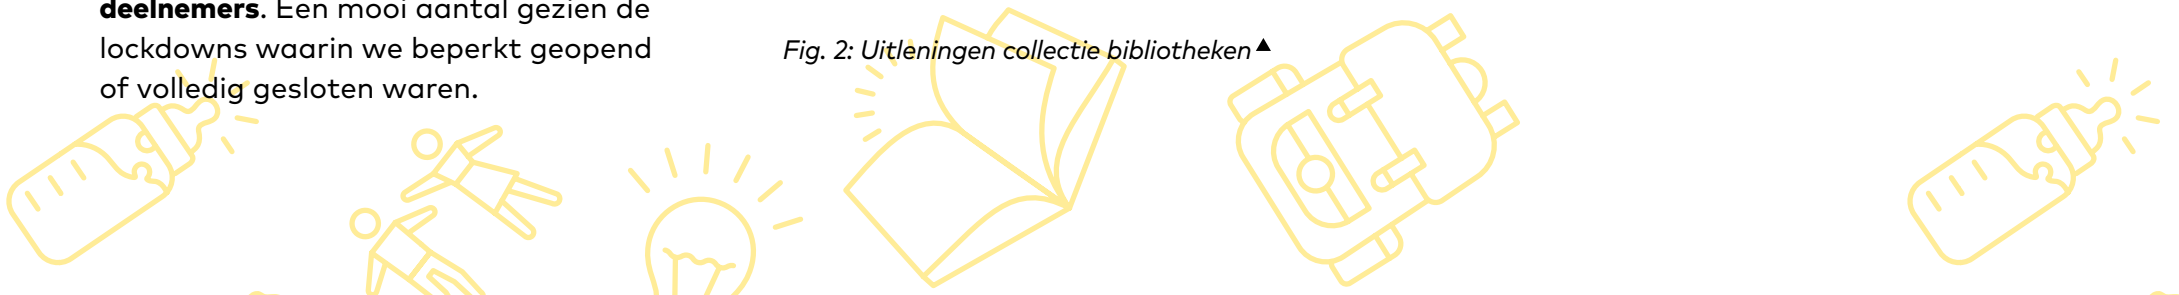 deelnemers. Een mooi aantal gezien de
lockdowns waarin we beperkt geopend
of volledig gesloten waren.
Fig. 2: Uitleningen collectie bibliotheken ▲